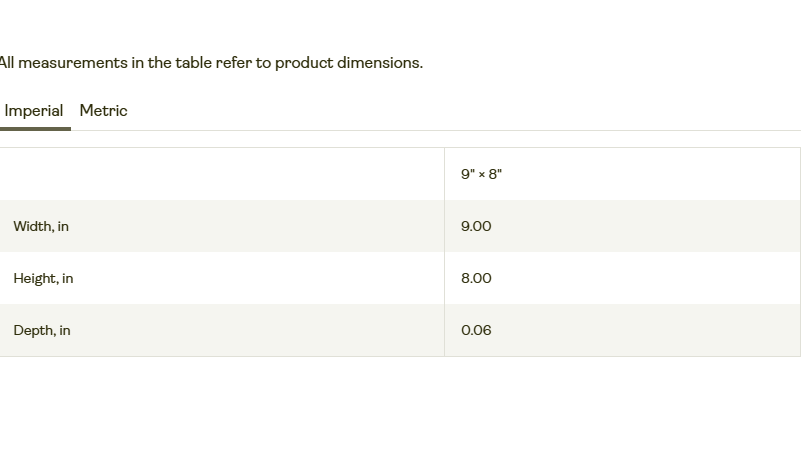 All measurements in the table refer to product dimensions.
Imperial Metric
9" × 8"
Width, in 9.00
Height, in 8.00
Depth, in 0.06